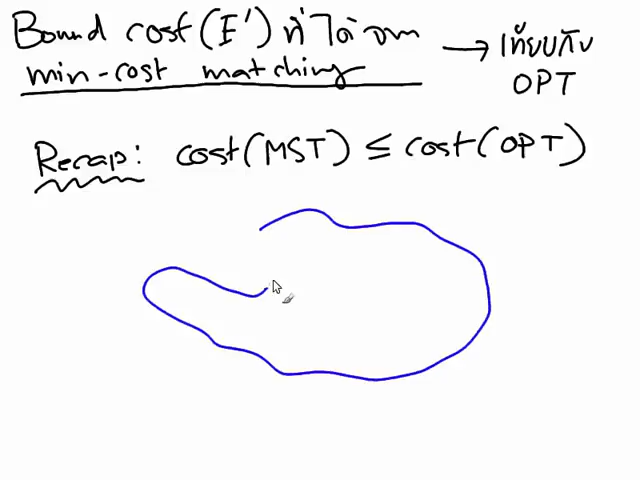 Bound cost(E') ที่ได้จาก
min-cost matching
→ เทียบกับ
OPT
Recap: cost(MST) ≤ cost(OPT)